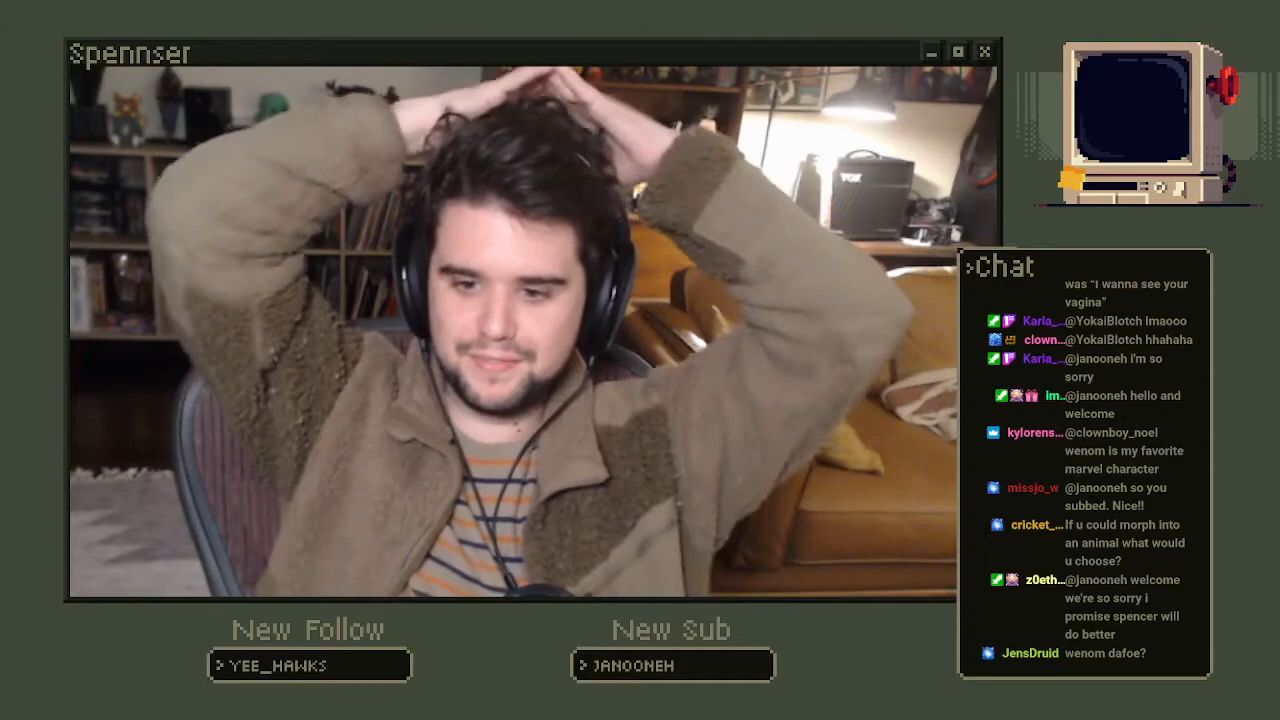 Spennser
VOX
>Chat
was “I wanna see your
vagina”
Karla_... @YokaiBlotch lmaooo
clown... @YokaiBlotch hhahaha
Karla_... @janooneh i'm so
sorry
im... @janooneh hello and
welcome
kylorens... @clownboy_noel
wenom is my favorite
marvel character
missjo_w @janooneh so you
subbed. Nice!!
cricket_... If u could morph into
an animal what would
u choose?
z0eth... @janooneh welcome
we're so sorry i
promise spencer will
do better
JensDruid wenom dafoe?
New Follow
> YEE_HAWKS
New Sub
> JANOONEH